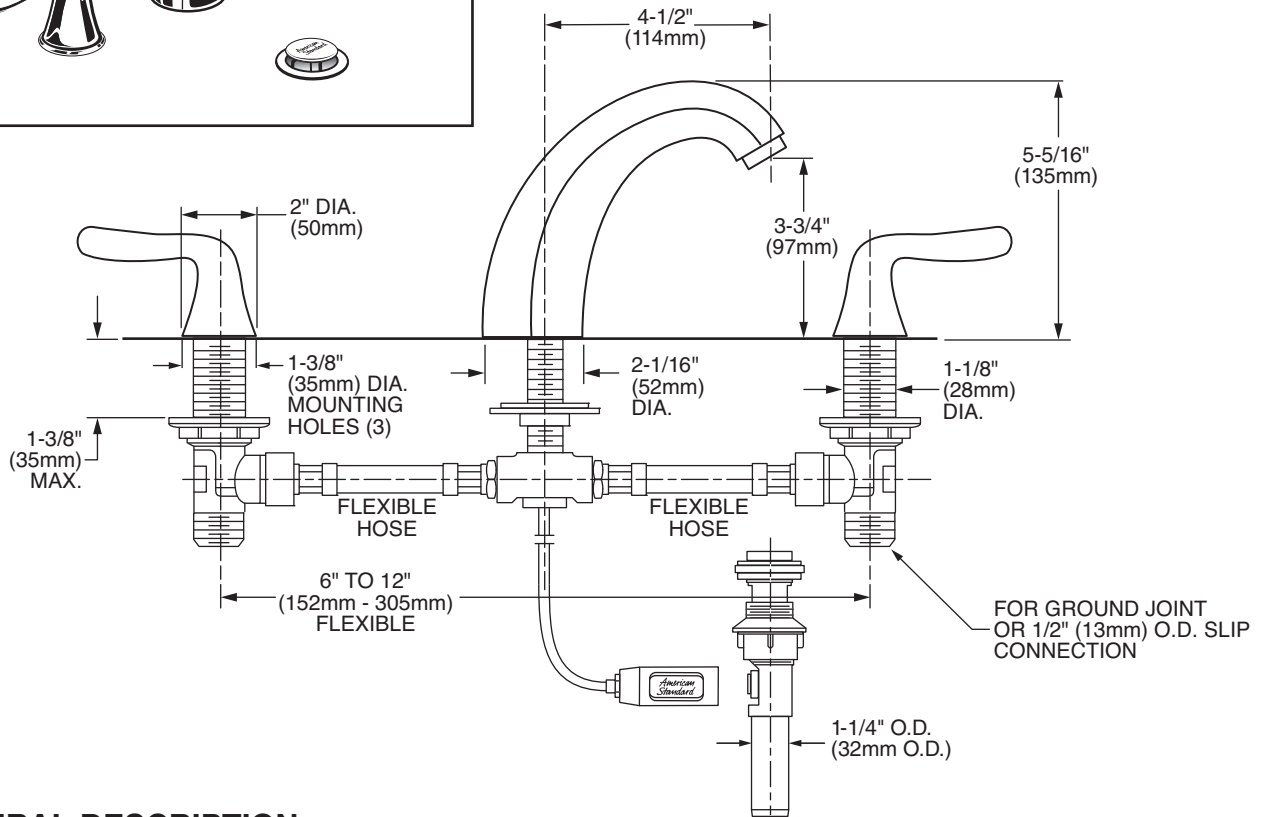 American
Standard
4-1/2"
(114mm)
5-5/16"
(135mm)
2" DIA.
(50mm)
3-3/4"
(97mm)
1-3/8"
(35mm) DIA.
MOUNTING
HOLES (3)
2-1/16"
(52mm)
DIA.
1-1/8"
(28mm)
DIA.
1-3/8"
(35mm)
MAX.
FLEXIBLE
HOSE
FLEXIBLE
HOSE
6" TO 12"
(152mm - 305mm)
FLEXIBLE
FOR GROUND JOINT
OR 1/2" (13mm) O.D. SLIP
CONNECTION
American
Standard
1-1/4" O.D.
(32mm O.D.)